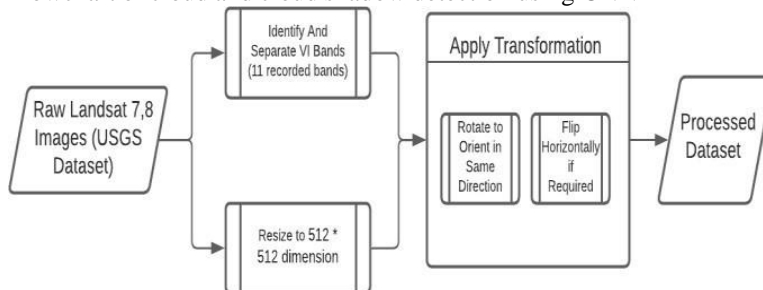 Identify And
Separate VI Bands
(11 recorded bands)
Apply Transformation
Raw Landsat 7,8
Images (USGS
Dataset)
Rotate to
Orient in
Same
Direction
Flip
Horizontally
if
Required
Processed
Dataset
Resize to 512 *
512 dimension